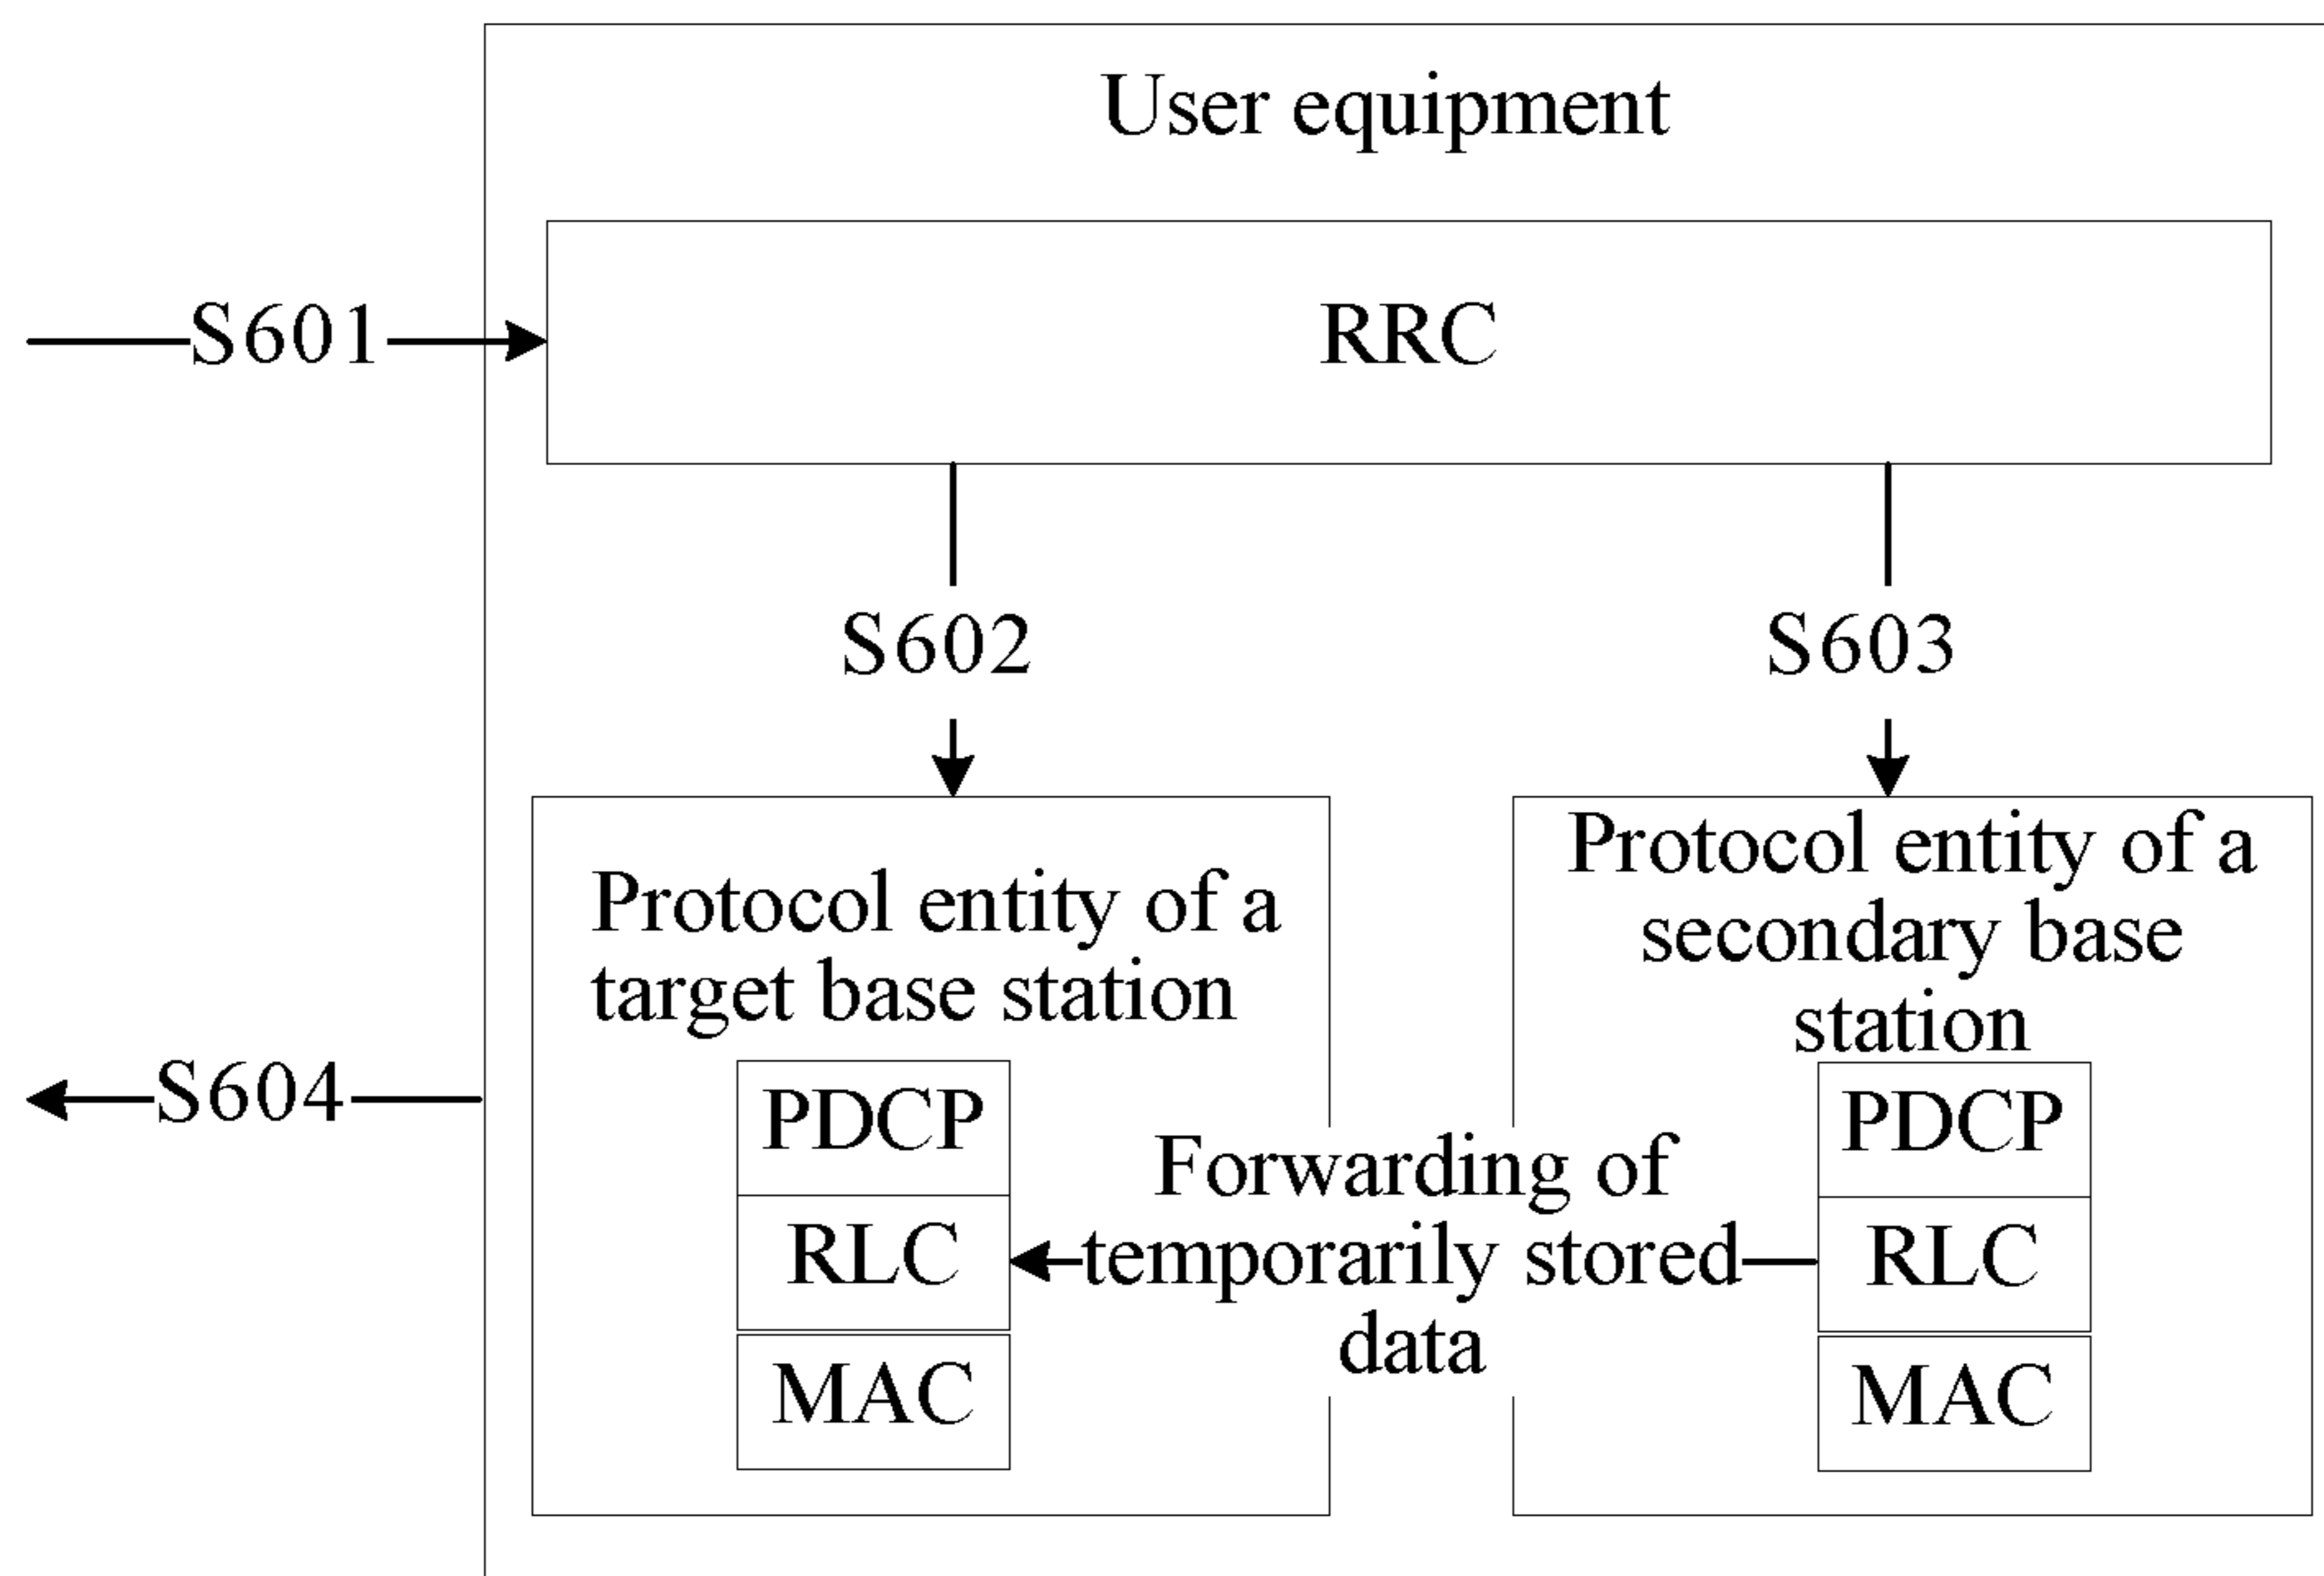 User equipment
S601
RRC
S602
S603
Protocol entity of a
target base station
Protocol entity of a
secondary base
station
S604
PDCP
RLC
MAC
Forwarding of
temporarily stored
data
PDCP
RLC
MAC